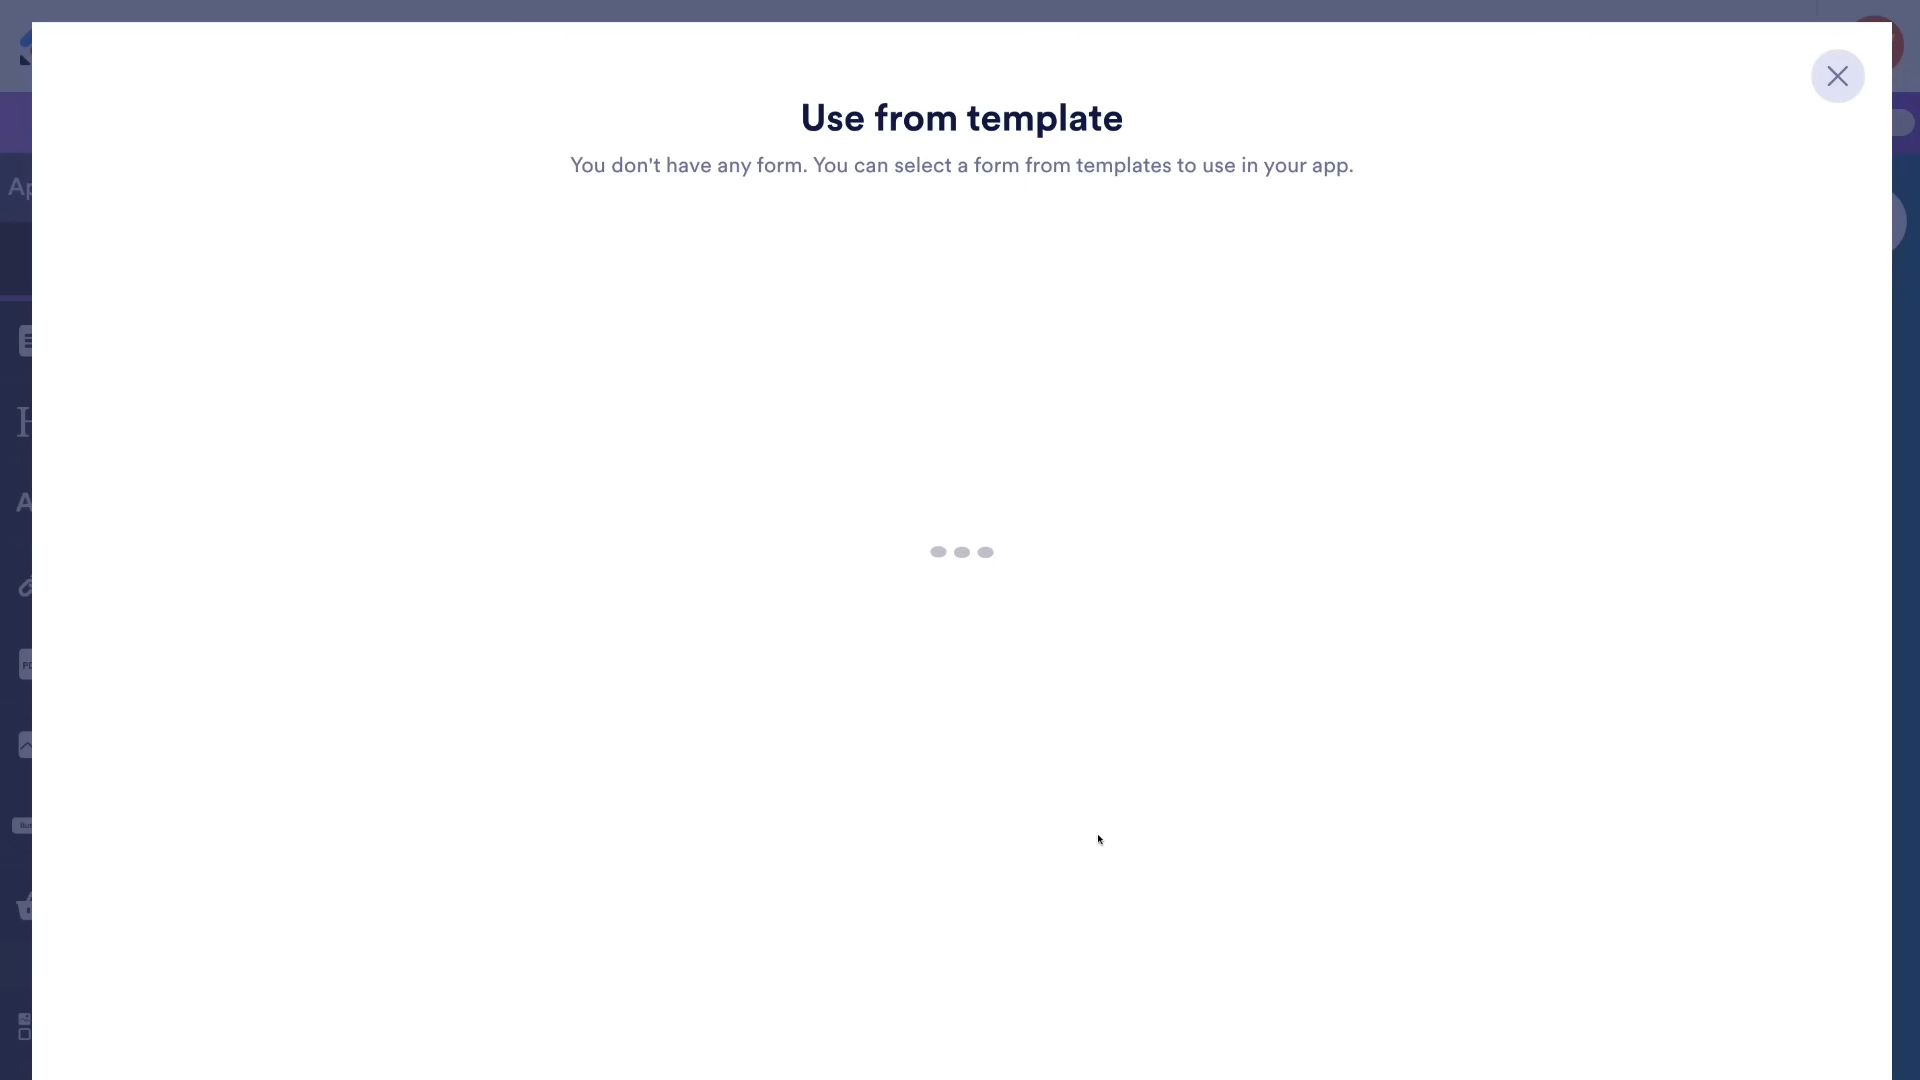 Use from template
You don't have any form. You can select a form from templates to use in your app.